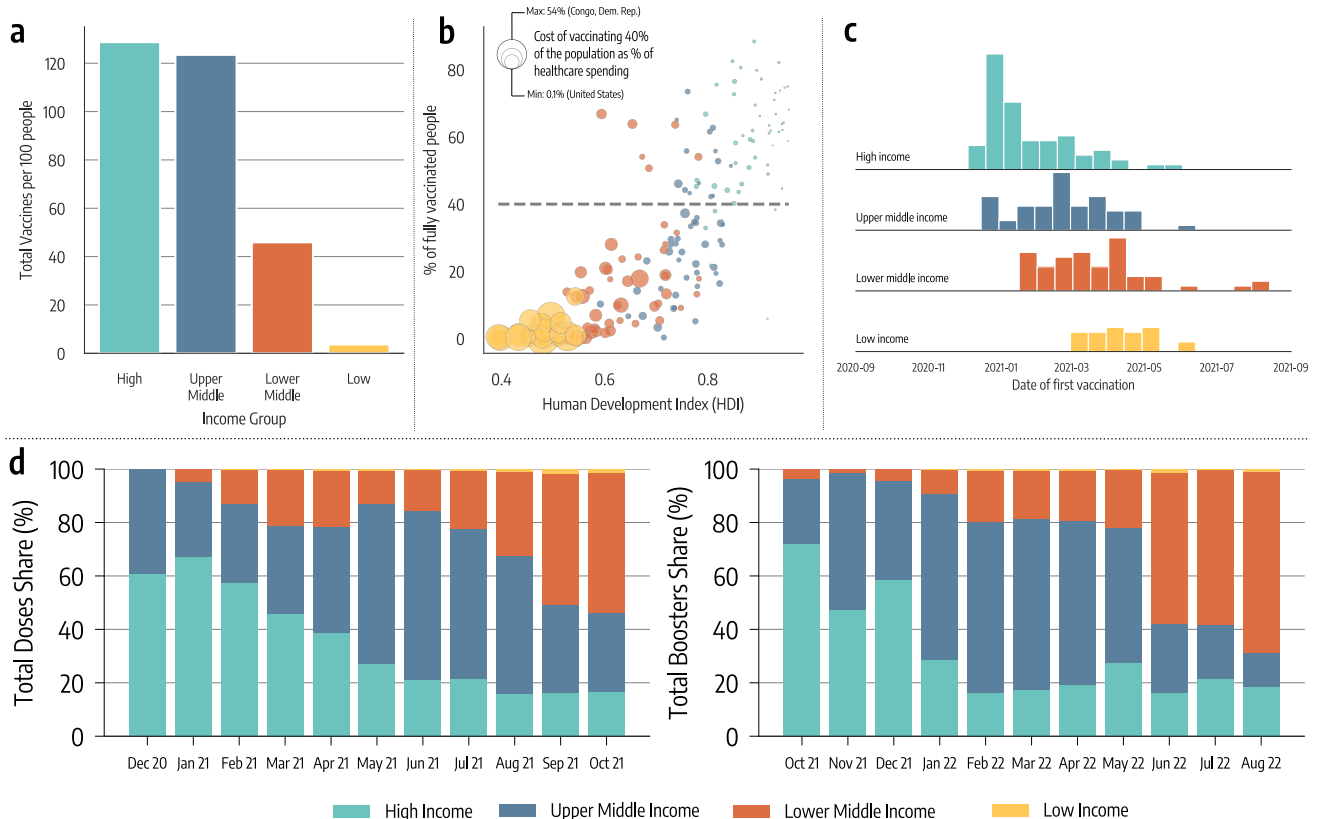 a
Total Vaccines per 100 people
120
100
80
60
40
20
0
High
Upper
Middle
Lower
Middle
Low
Income Group
b
Max: 54% (Congo, Dem. Rep.)
Cost of vaccinating 40%
of the population as % of
healthcare spending
Min: 0.1% (United States)
% of fully vaccinated people
80
60
40
20
0
0.4
0.6
0.8
Human Development Index (HDI)
c
High income
Upper middle income
Lower middle income
Low income
2020-09
2020-11
2021-01
2021-03
2021-05
2021-07
2021-09
Date of first vaccination
d
Total Doses Share (%)
100
80
60
40
20
0
Dec 20
Jan 21
Feb 21
Mar 21
Apr 21
May 21
Jun 21
Jul 21
Aug 21
Sep 21
Oct 21
Total Boosters Share (%)
100
80
60
40
20
0
Oct 21
Nov 21
Dec 21
Jan 22
Feb 22
Mar 22
Apr 22
May 22
Jun 22
Jul 22
Aug 22
High Income
Upper Middle Income
Lower Middle Income
Low Income